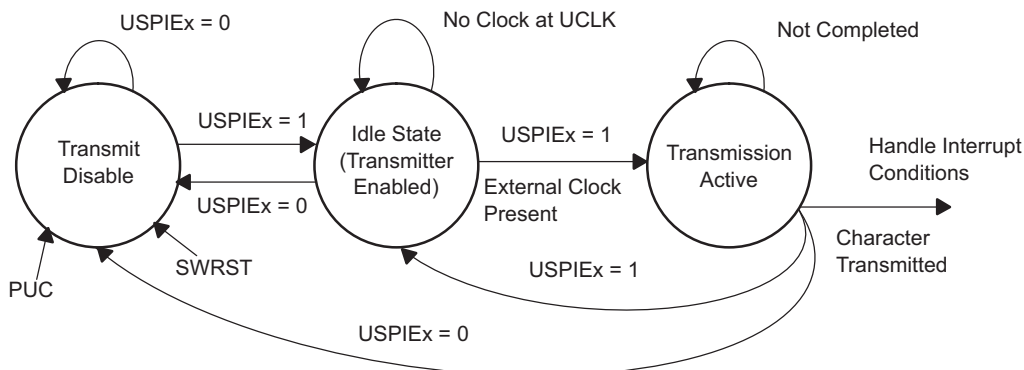 USPIEx = 0
No Clock at UCLK
Not Completed
Transmit
Disable
USPIEx = 1
USPIEx = 0
Idle State
(Transmitter
Enabled)
USPIEx = 1
External Clock
Present
Transmission
Active
Handle Interrupt
Conditions
Character
Transmitted
PUC
SWRST
USPIEx = 1
USPIEx = 0